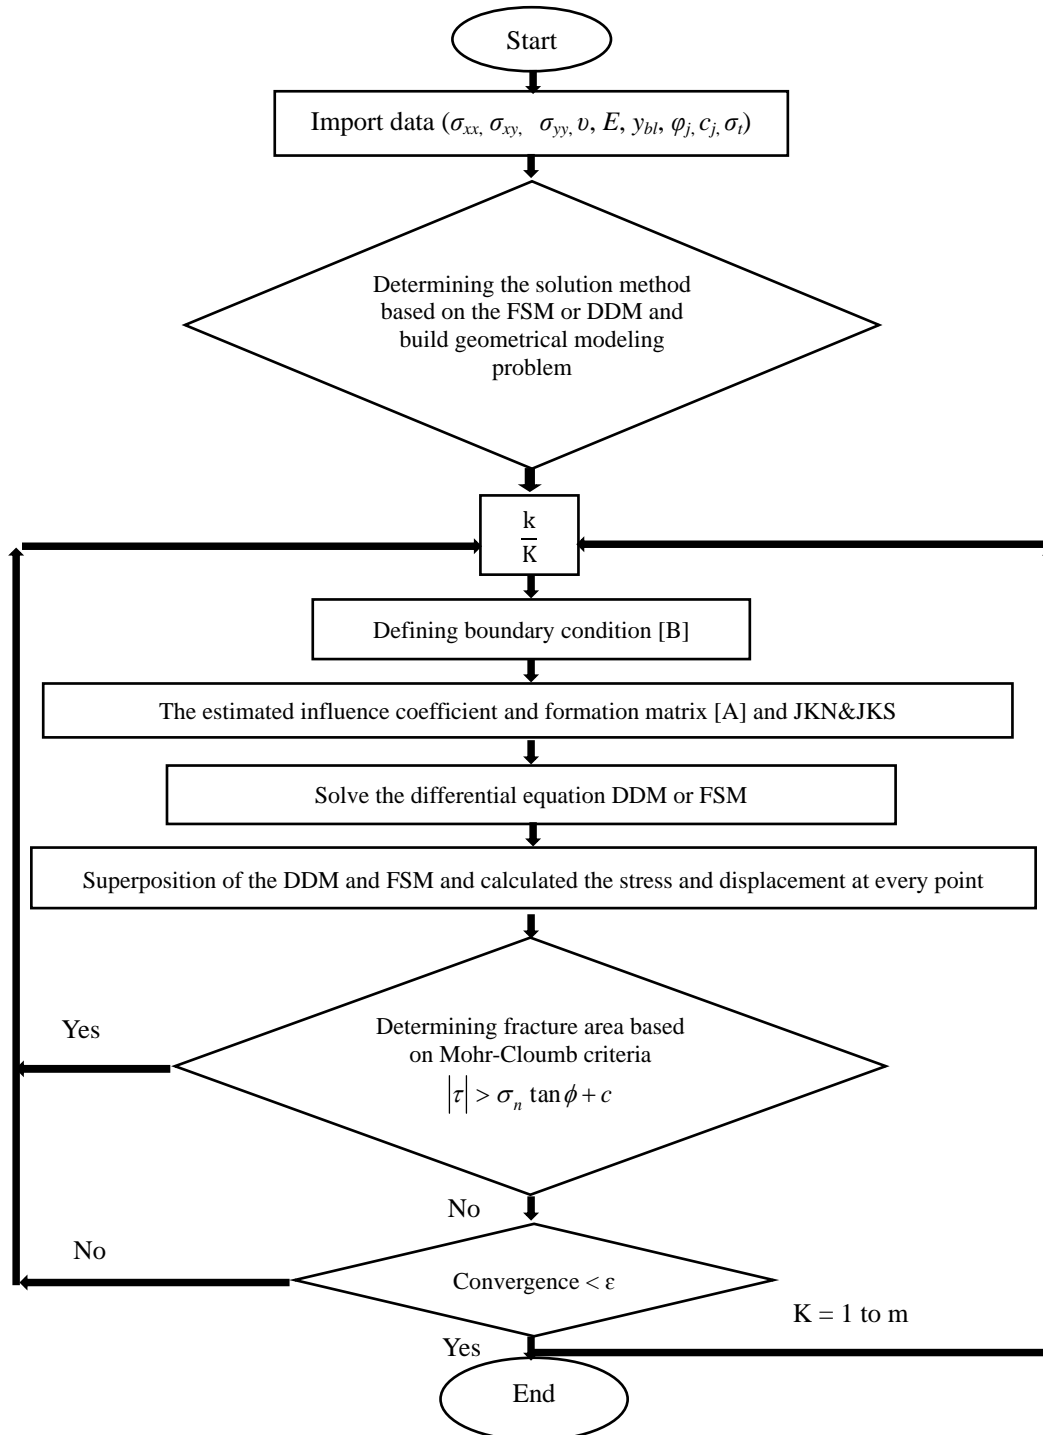 Start
Import data (σxx, σxy, σyy, υ, E, ybl, φj, cj, σt)
Determining the solution method
based on the FSM or DDM and
build geometrical modeling
problem
k
K
Defining boundary condition [B]
The estimated influence coefficient and formation matrix [A] and JKN&JKS
Solve the differential equation DDM or FSM
Superposition of the DDM and FSM and calculated the stress and displacement at every point
Yes
Determining fracture area based
on Mohr-Cloumb criteria
|τ| > σn tan ϕ + c
No
No
Convergence < ε
K = 1 to m
Yes
End